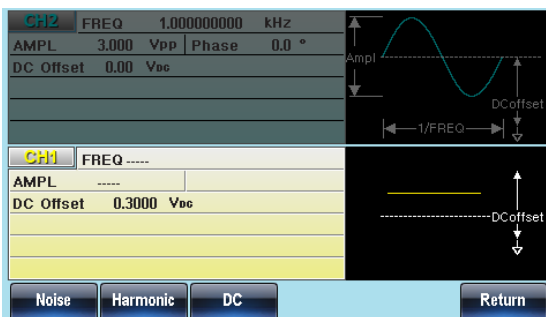 CH2 FREQ 1.000000000 kHz
AMPL 3.000 VPP Phase 0.0 °
DC Offset 0.00 VDC
Ampl
DCoffset
1/FREQ
CH1 FREQ -----
AMPL -----
DC Offset 0.3000 VDC
DCoffset
Noise Harmonic DC Return